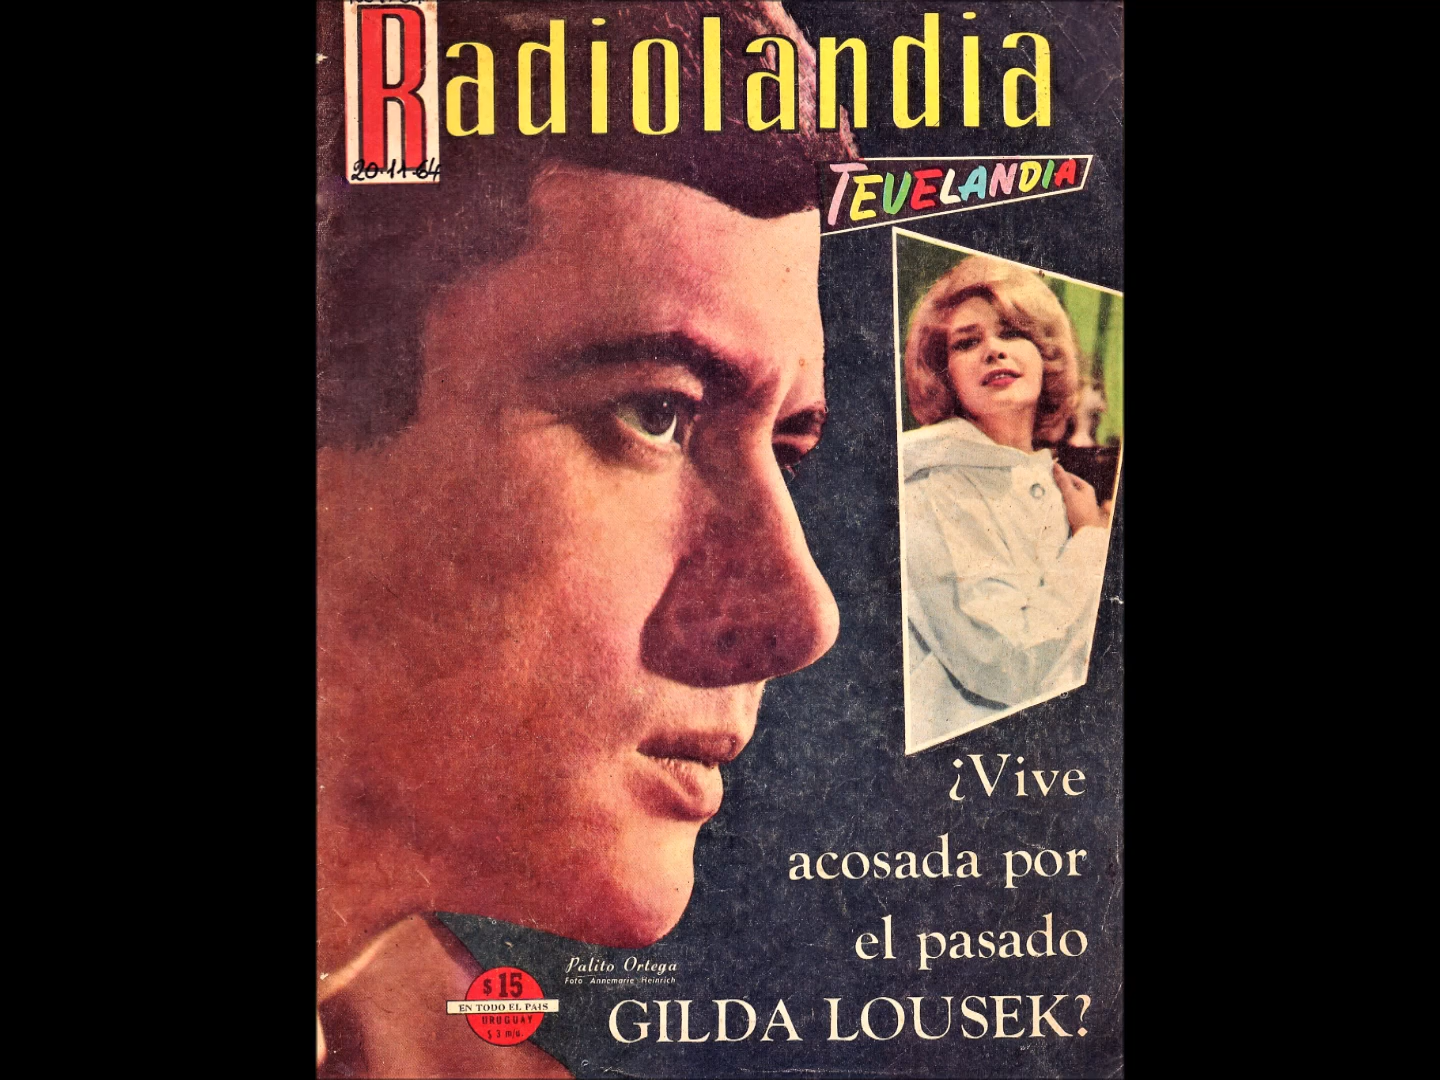 Radiolandia
20.11.64
TEVELANDIA
¿Vive
acosada por
el pasado
GILDA LOUSEK?
Palito Ortega
Foto Annemarie Heinrich
$ 15
EN TODO EL PAIS
URUGUAY
$ 3 m/u.